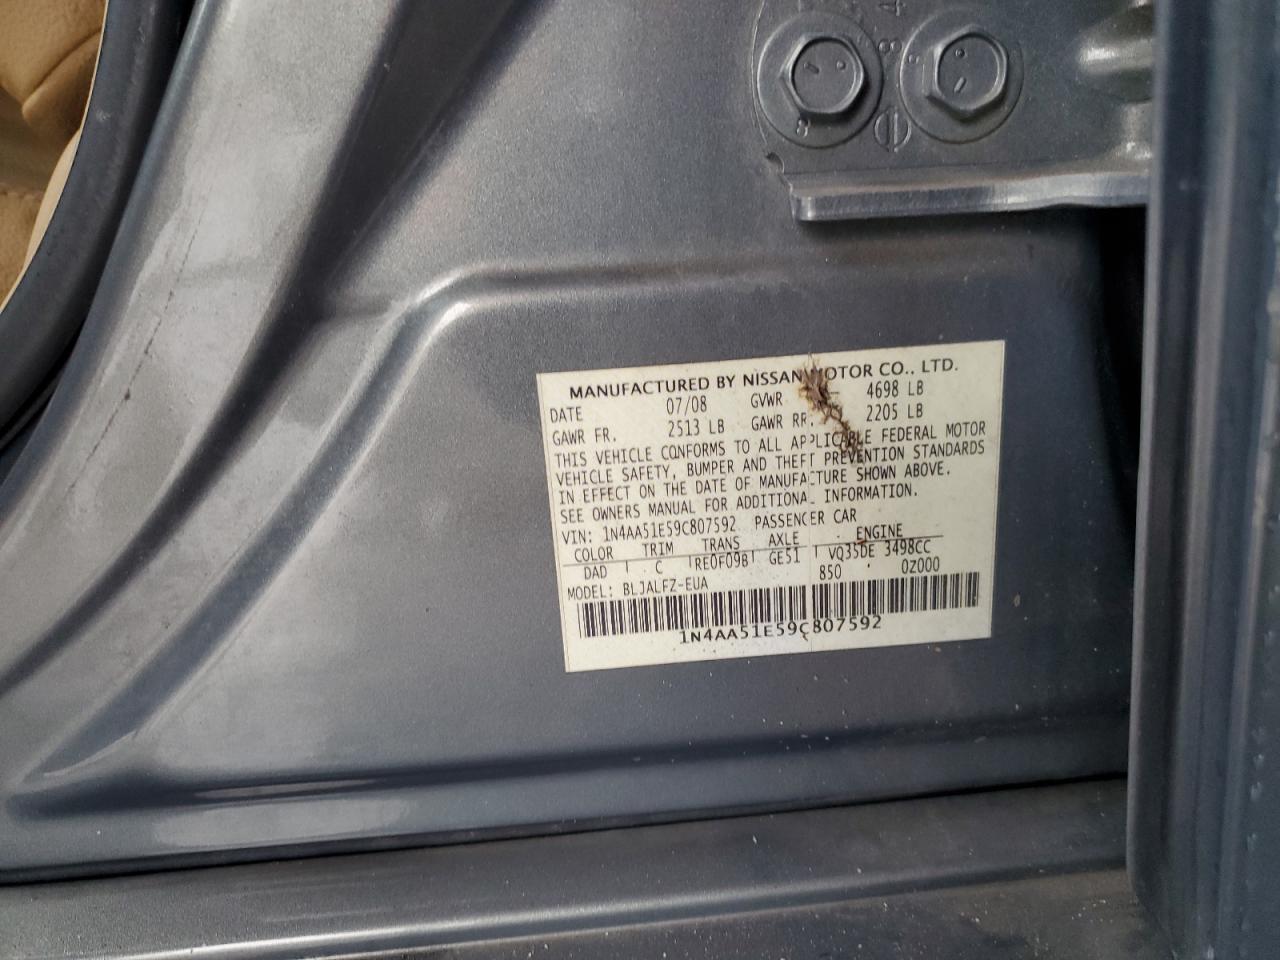 MANUFACTURED BY NISSAN MOTOR CO., LTD.
DATE 07/08 GVWR 4698 LB
GAWR FR. 2513 LB GAWR RR. 2205 LB
THIS VEHICLE CONFORMS TO ALL APPLICABLE FEDERAL MOTOR
VEHICLE SAFETY, BUMPER AND THEFT PREVENTION STANDARDS
IN EFFECT ON THE DATE OF MANUFACTURE SHOWN ABOVE.
SEE OWNERS MANUAL FOR ADDITIONAL INFORMATION.
VIN: 1N4AA51E59C807592 PASSENGER CAR
COLOR TRIM TRANS AXLE ENGINE
DAD C RE0F09B GE51 VQ35DE 3498CC
MODEL: BLJALFZ-EUA 850 0Z000
1N4AA51E59C807592